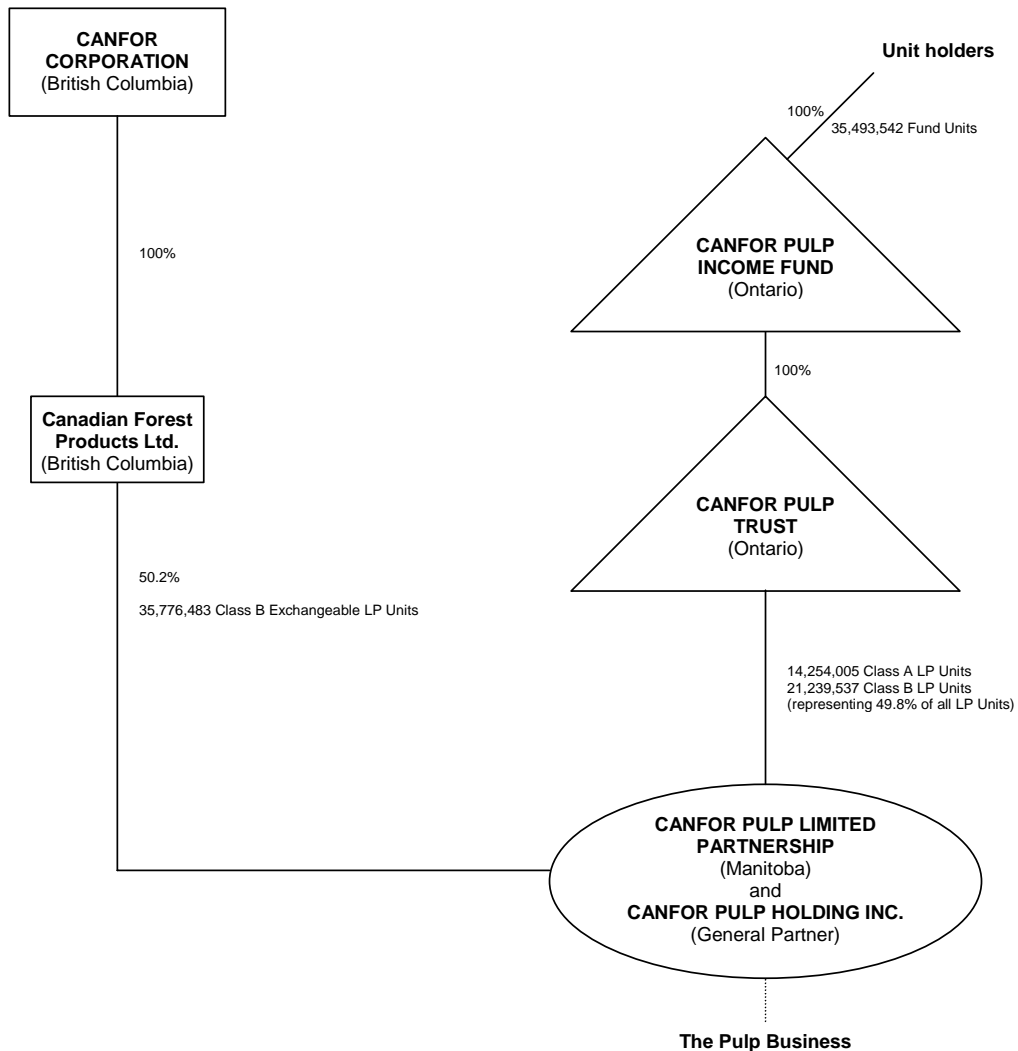 CANFOR
CORPORATION
(British Columbia)
Unit holders
100%
35,493,542 Fund Units
CANFOR PULP
INCOME FUND
(Ontario)
100%
100%
Canadian Forest
Products Ltd.
(British Columbia)
CANFOR PULP
TRUST
(Ontario)
50.2%
35,776,483 Class B Exchangeable LP Units
14,254,005 Class A LP Units
21,239,537 Class B LP Units
(representing 49.8% of all LP Units)
CANFOR PULP LIMITED
PARTNERSHIP
(Manitoba)
and
CANFOR PULP HOLDING INC.
(General Partner)
The Pulp Business